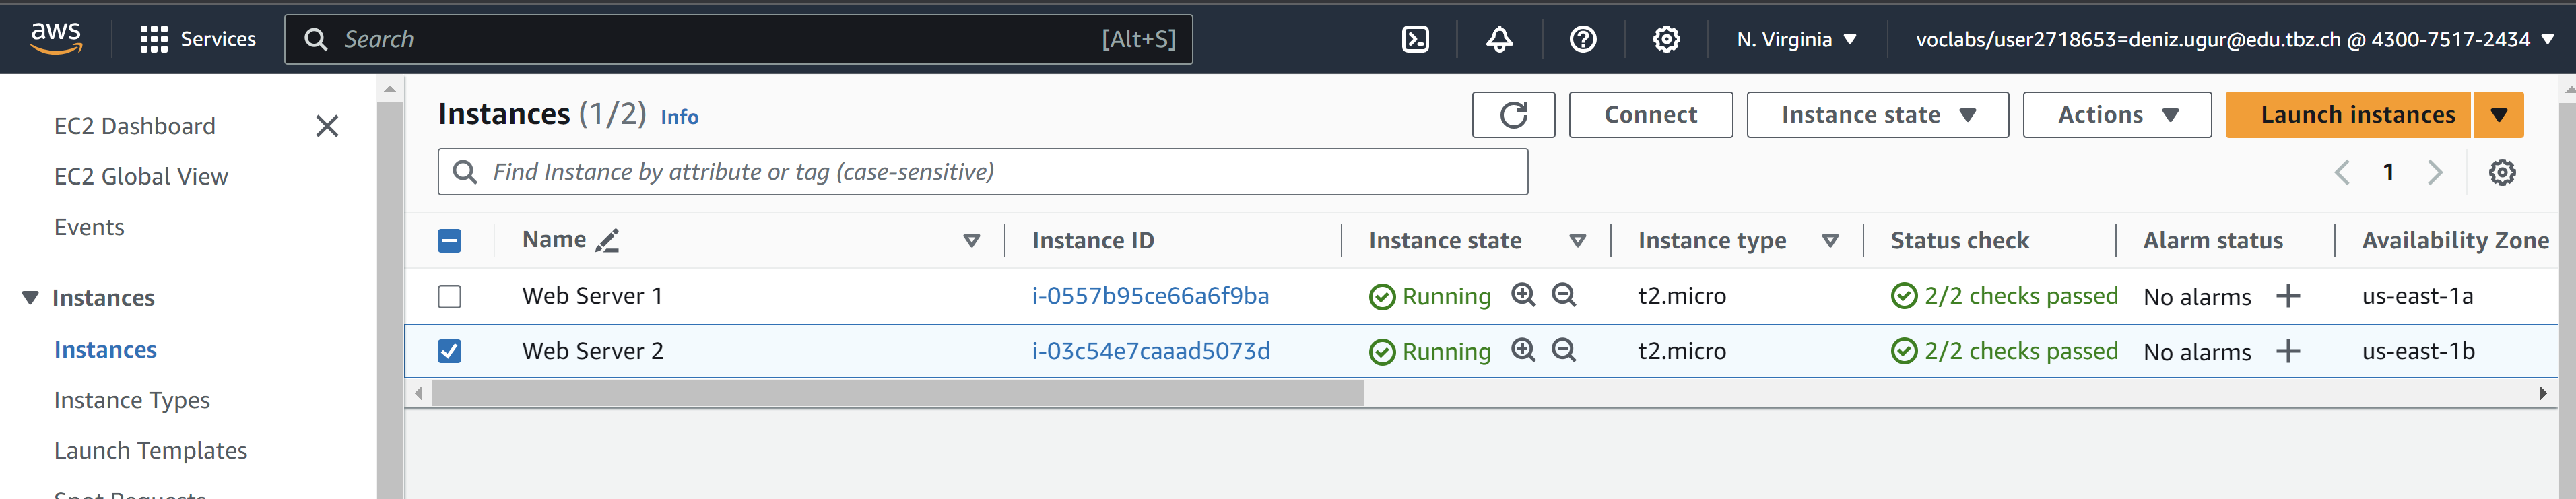 aws
Services
Search [Alt+S]
N. Virginia
voclabs/user2718653=deniz.ugur@edu.tbz.ch @ 4300-7517-2434
EC2 Dashboard
EC2 Global View
Events
Instances
Instances
Instance Types
Launch Templates
Spot Requests
Instances (1/2) Info
Connect
Instance state
Actions
Launch instances
Find Instance by attribute or tag (case-sensitive)
1
Name Instance ID Instance state Instance type Status check Alarm status Availability Zone
Web Server 1 i-0557b95ce66a6f9ba Running t2.micro 2/2 checks passed No alarms us-east-1a
Web Server 2 i-03c54e7caaad5073d Running t2.micro 2/2 checks passed No alarms us-east-1b